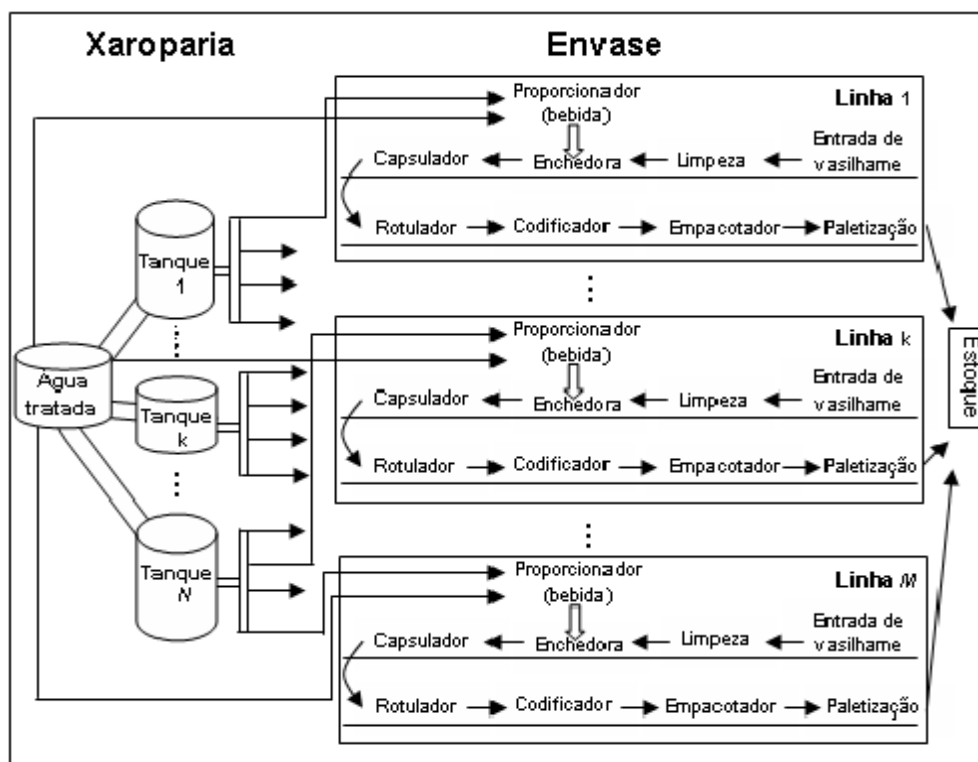 Xaroparia
Envase
Proporcionador
(bebida)
Linha 1
Capsulador
Enchedora
Limpeza
Entrada de
vasilhame
Rotulador
Codificador
Empacotador
Paletização
Tanque
1
Água
tratada
Tanque
k
Tanque
N
Proporcionador
(bebida)
Linha k
Capsulador
Enchedora
Limpeza
Entrada de
vasilhame
Rotulador
Codificador
Empacotador
Paletização
Estoque
Proporcionador
(bebida)
Linha M
Capsulador
Enchedora
Limpeza
Entrada de
vasilhame
Rotulador
Codificador
Empacotador
Paletização